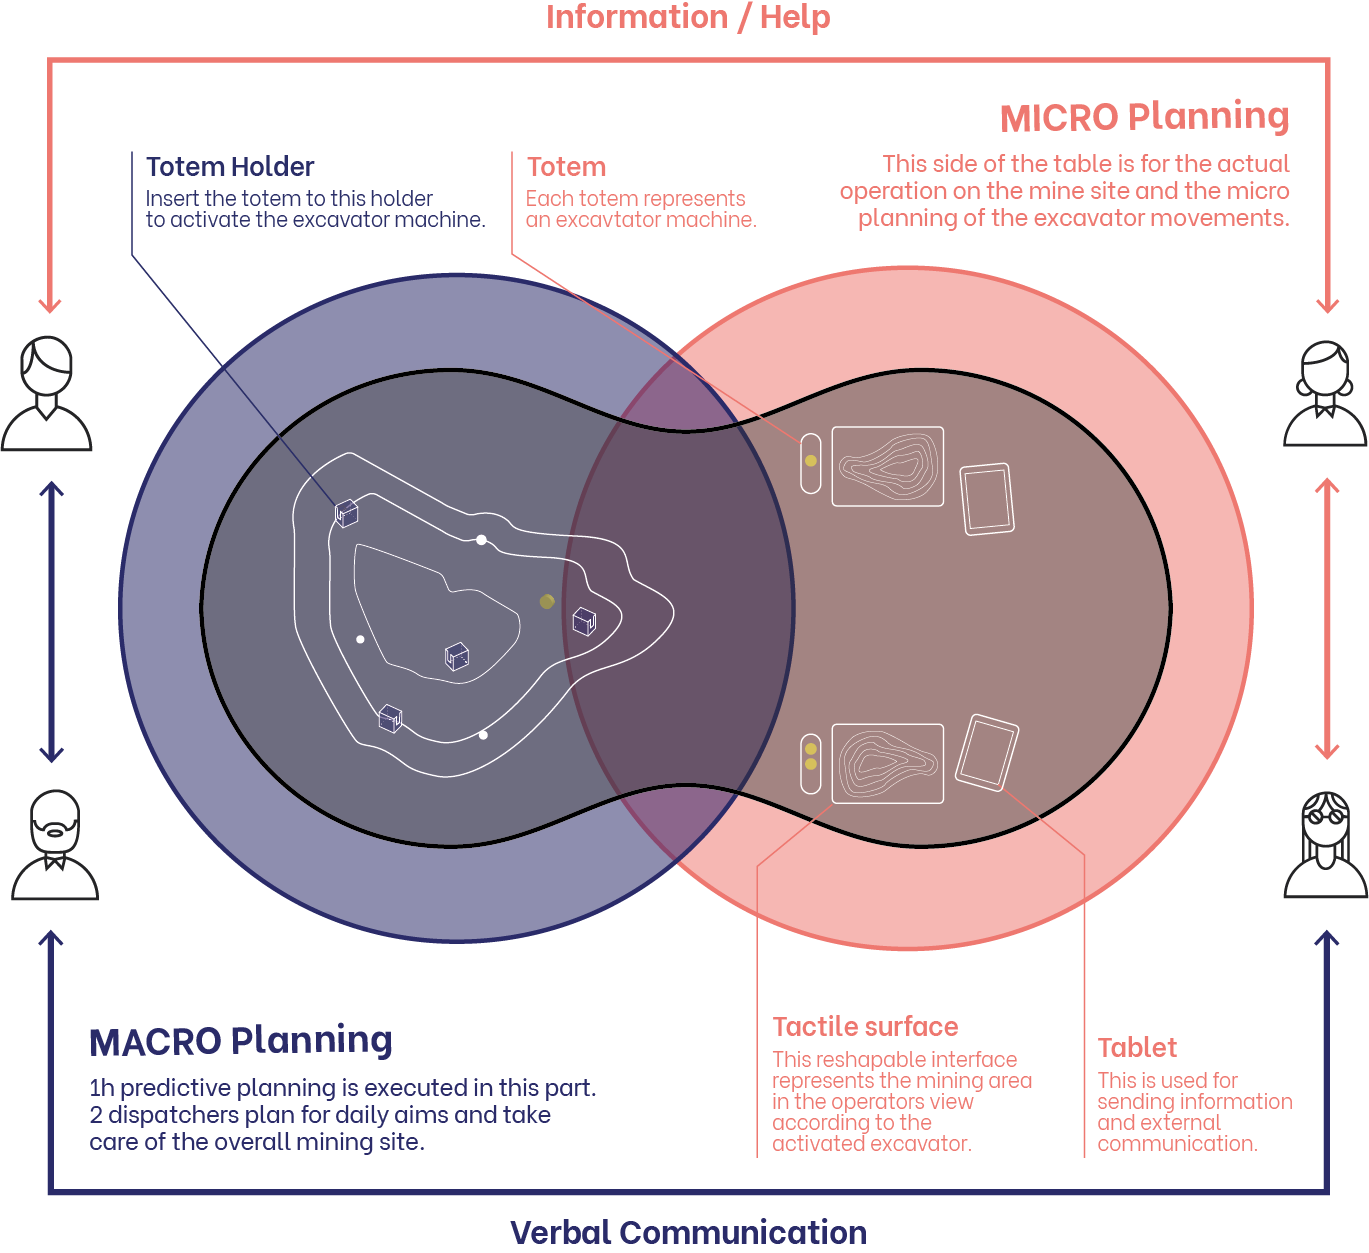 Information / Help
MICRO Planning
This side of the table is for the actual
operation on the mine site and the micro
planning of the excavator movements.
Totem Holder
Insert the totem to this holder
to activate the excavator machine.
Totem
Each totem represents
an excavtator machine.
MACRO Planning
1h predictive planning is executed in this part.
2 dispatchers plan for daily aims and take
care of the overall mining site.
Tactile surface
This reshapable interface
represents the mining area
in the operators view
according to the
activated excavator.
Tablet
This is used for
sending information
and external
communication.
Verbal Communication